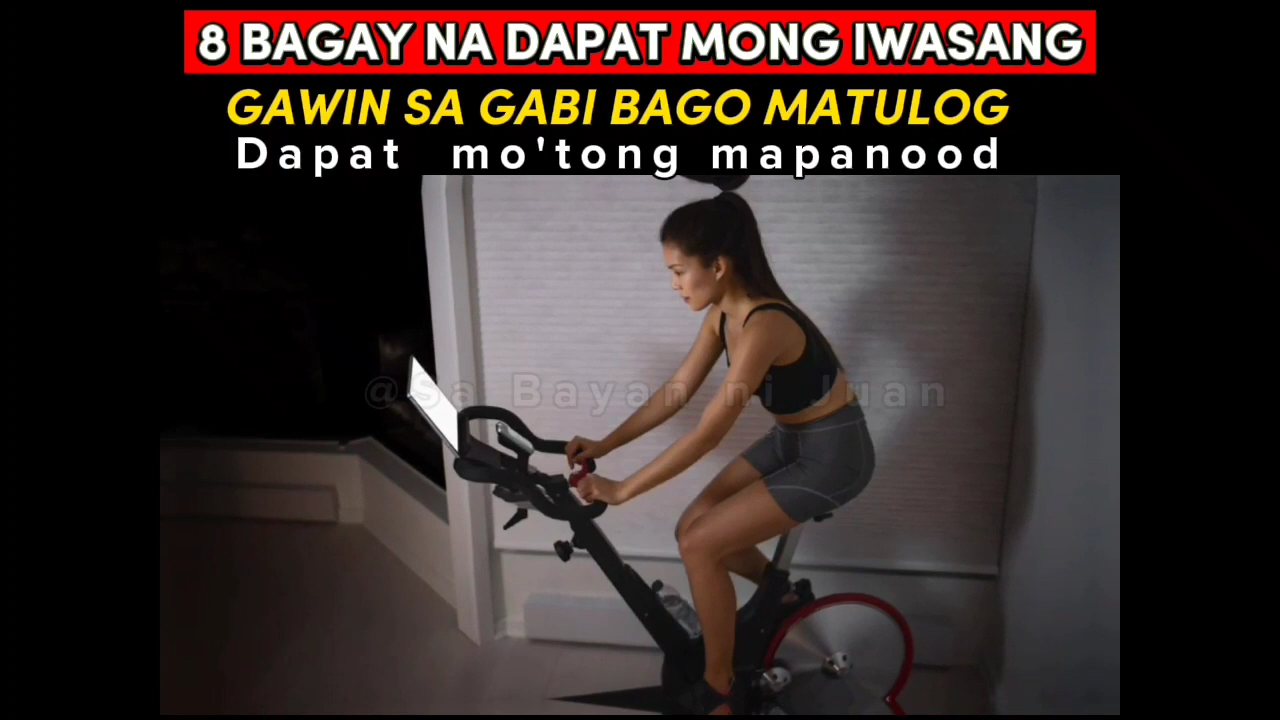 8 BAGAY NA DAPAT MONG IWASANG
GAWIN SA GABI BAGO MATULOG
Dapat mo'tong mapanood
@Sa Bayan ni Juan